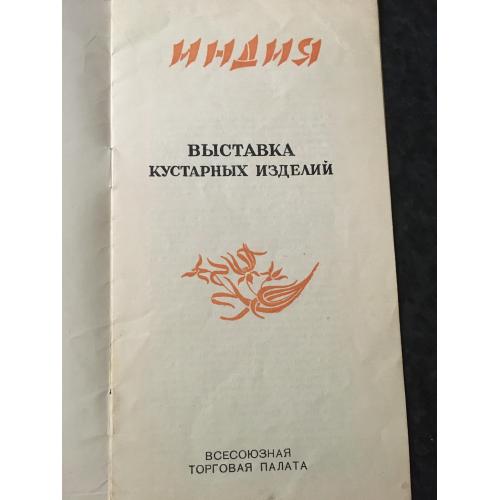 ИНДИЯ
ВЫСТАВКА
КУСТАРНЫХ ИЗДЕЛИЙ
ВСЕСОЮЗНАЯ
ТОРГОВАЯ ПАЛАТА